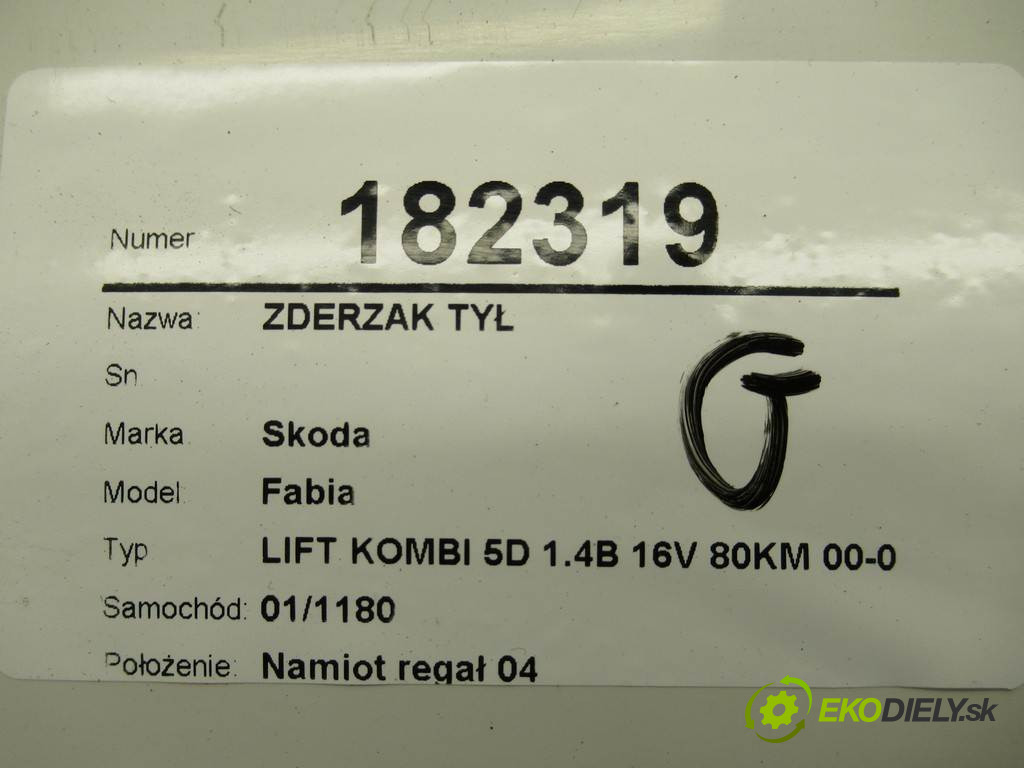 Numer 182319
Nazwa: ZDERZAK TYŁ
Sn
Marka Skoda
Model Fabia
Typ LIFT KOMBI 5D 1.4B 16V 80KM 00-0
Samochód: 01/1180
Położenie: Namiot regał 04
G
EKODIELY.sk